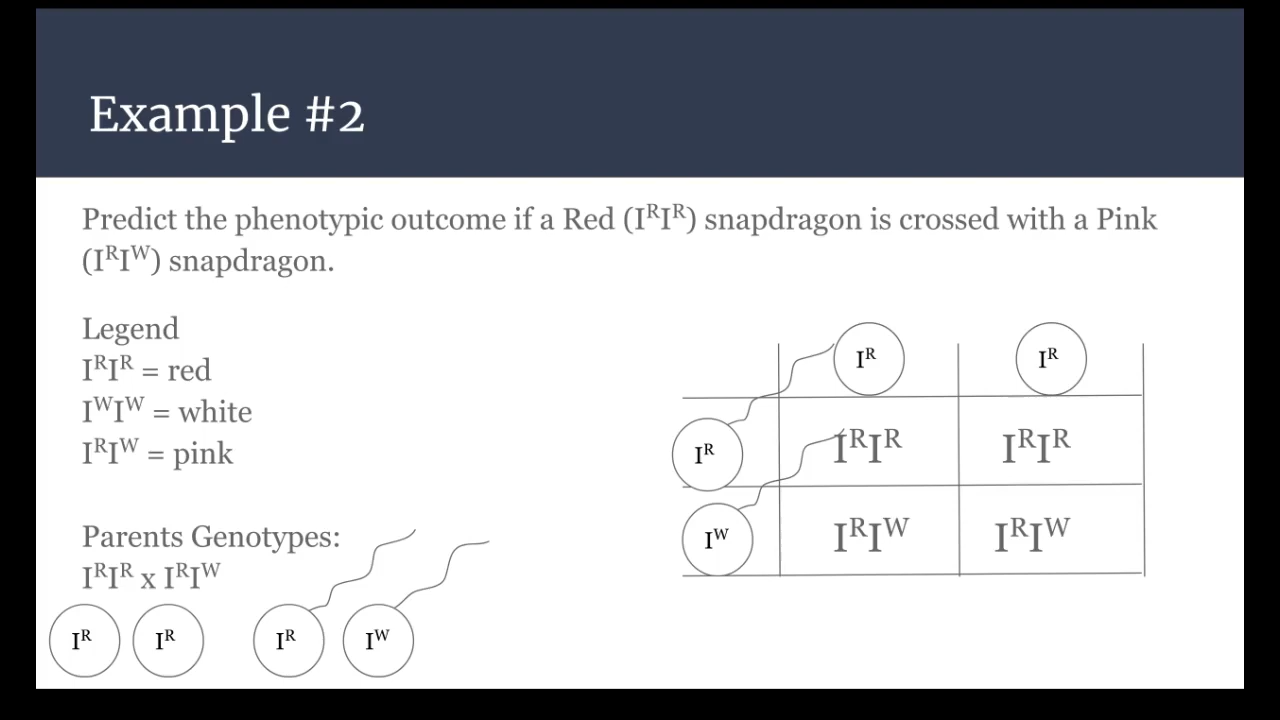 Example #2
Predict the phenotypic outcome if a Red (IᴿIᴿ) snapdragon is crossed with a Pink
(IᴿIᵂ) snapdragon.
Legend
IᴿIᴿ = red
IᵂIᵂ = white
IᴿIᵂ = pink
Parents Genotypes:
IᴿIᴿ x IᴿIᵂ
Iᴿ Iᴿ Iᴿ Iᵂ
Iᴿ Iᴿ
Iᴿ IᴿIᴿ IᴿIᴿ
Iᵂ IᴿIᵂ IᴿIᵂ